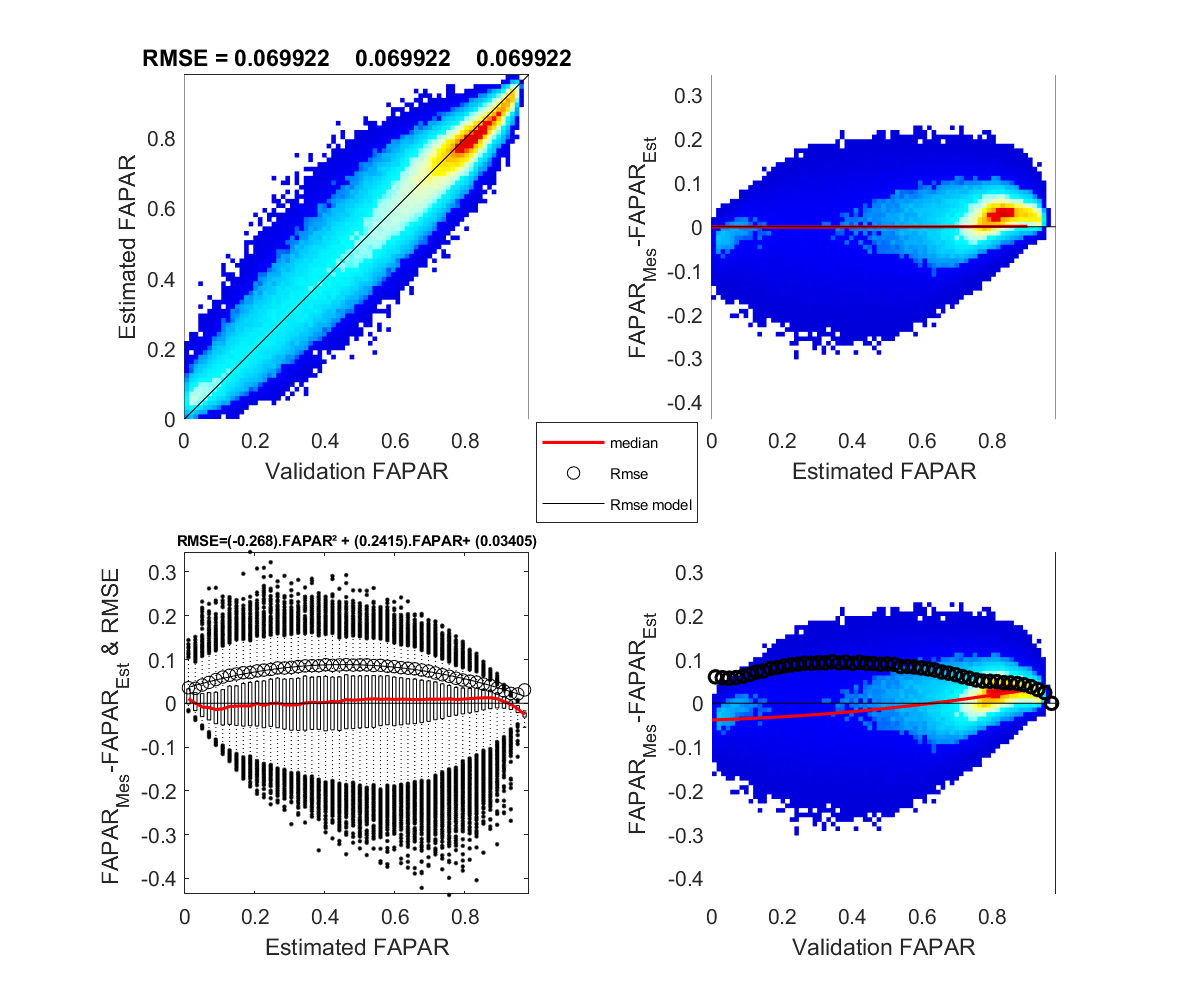 RMSE = 0.069922 0.069922 0.069922
Estimated FAPAR
0.8
0.6
0.4
0.2
0
0 0.2 0.4 0.6 0.8
Validation FAPAR
FAPAR_Mes-FAPAR_Est
0.3
0.2
0.1
0
-0.1
-0.2
-0.3
-0.4
0 0.2 0.4 0.6 0.8
Estimated FAPAR
median
Rmse
Rmse model
RMSE=(-0.268).FAPAR² + (0.2415).FAPAR+ (0.03405)
FAPAR_Mes-FAPAR_Est & RMSE
0.3
0.2
0.1
0
-0.1
-0.2
-0.3
-0.4
0 0.2 0.4 0.6 0.8
Estimated FAPAR
FAPAR_Mes-FAPAR_Est
0.3
0.2
0.1
0
-0.1
-0.2
-0.3
-0.4
0 0.2 0.4 0.6 0.8
Validation FAPAR